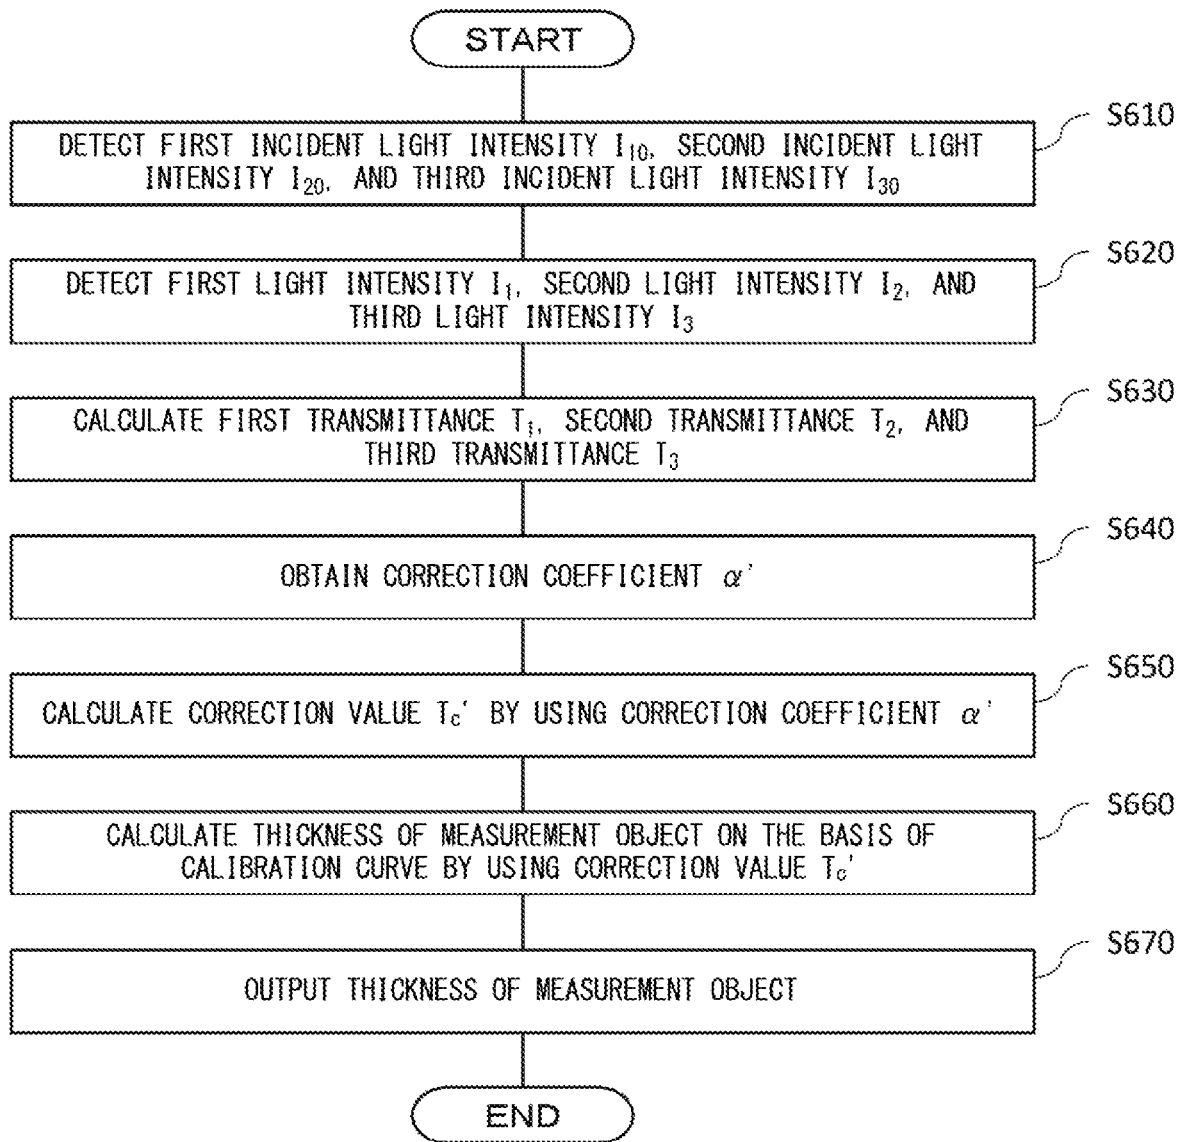 START
S610
DETECT FIRST INCIDENT LIGHT INTENSITY I₁₀, SECOND INCIDENT LIGHT
INTENSITY I₂₀, AND THIRD INCIDENT LIGHT INTENSITY I₃₀
S620
DETECT FIRST LIGHT INTENSITY I₁, SECOND LIGHT INTENSITY I₂, AND
THIRD LIGHT INTENSITY I₃
S630
CALCULATE FIRST TRANSMITTANCE T₁, SECOND TRANSMITTANCE T₂, AND
THIRD TRANSMITTANCE T₃
S640
OBTAIN CORRECTION COEFFICIENT α'
S650
CALCULATE CORRECTION VALUE Tc' BY USING CORRECTION COEFFICIENT α'
S660
CALCULATE THICKNESS OF MEASUREMENT OBJECT ON THE BASIS OF
CALIBRATION CURVE BY USING CORRECTION VALUE Tc'
S670
OUTPUT THICKNESS OF MEASUREMENT OBJECT
END